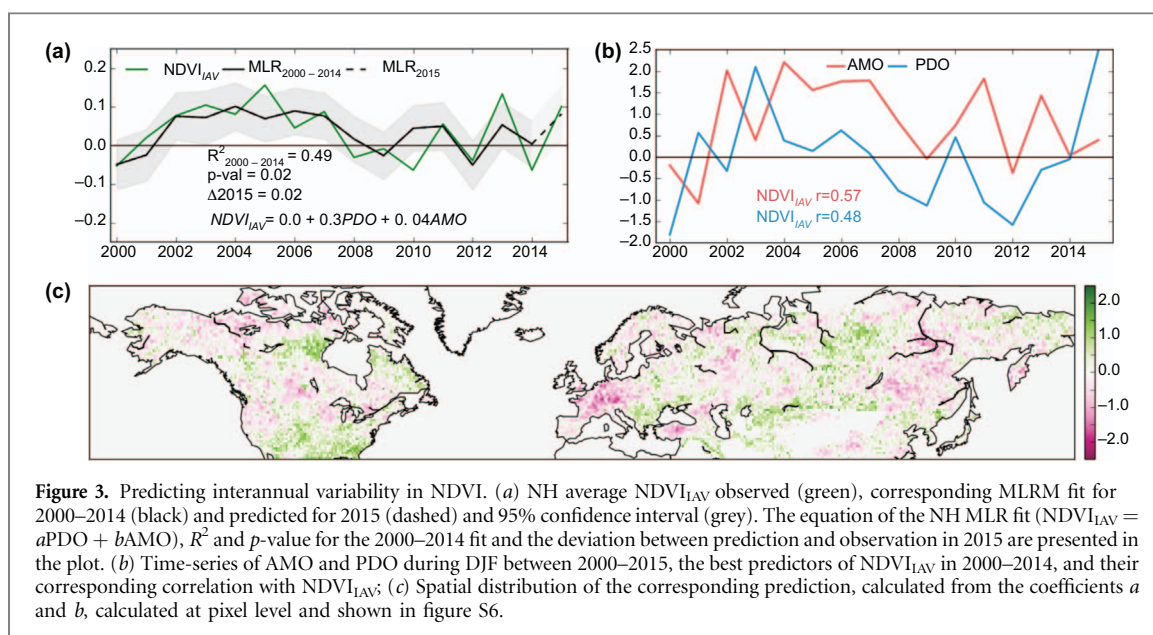 (a)
NDVI_IAV MLR_2000 – 2014 MLR_2015
0.2
0.1
0.0
−0.1
−0.2
R²_2000 – 2014 = 0.49
p-val = 0.02
Δ2015 = 0.02
NDVI_IAV = 0.0 + 0.3PDO + 0. 04AMO
2000 2002 2004 2006 2008 2010 2012 2014
(b)
AMO PDO
2.5
2.0
1.5
1.0
0.5
0.0
−0.5
−1.0
−1.5
−2.0
NDVI_IAV r=0.57
NDVI_IAV r=0.48
2000 2002 2004 2006 2008 2010 2012 2014
(c)
2.0
1.0
0.0
−1.0
−2.0
Figure 3. Predicting interannual variability in NDVI. (a) NH average NDVI_IAV observed (green), corresponding MLRM fit for
2000–2014 (black) and predicted for 2015 (dashed) and 95% confidence interval (grey). The equation of the NH MLR fit (NDVI_IAV =
aPDO + bAMO), R² and p-value for the 2000–2014 fit and the deviation between prediction and observation in 2015 are presented in
the plot. (b) Time-series of AMO and PDO during DJF between 2000–2015, the best predictors of NDVI_IAV in 2000–2014, and their
corresponding correlation with NDVI_IAV; (c) Spatial distribution of the corresponding prediction, calculated from the coefficients a
and b, calculated at pixel level and shown in figure S6.